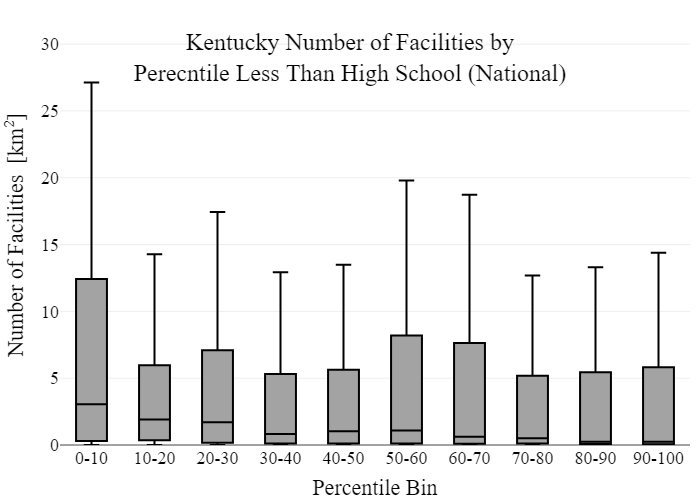 Kentucky Number of Facilities by
Perecntile Less Than High School (National)
Number of Facilities [km²]
30
25
20
15
10
5
0
0-10 10-20 20-30 30-40 40-50 50-60 60-70 70-80 80-90 90-100
Percentile Bin